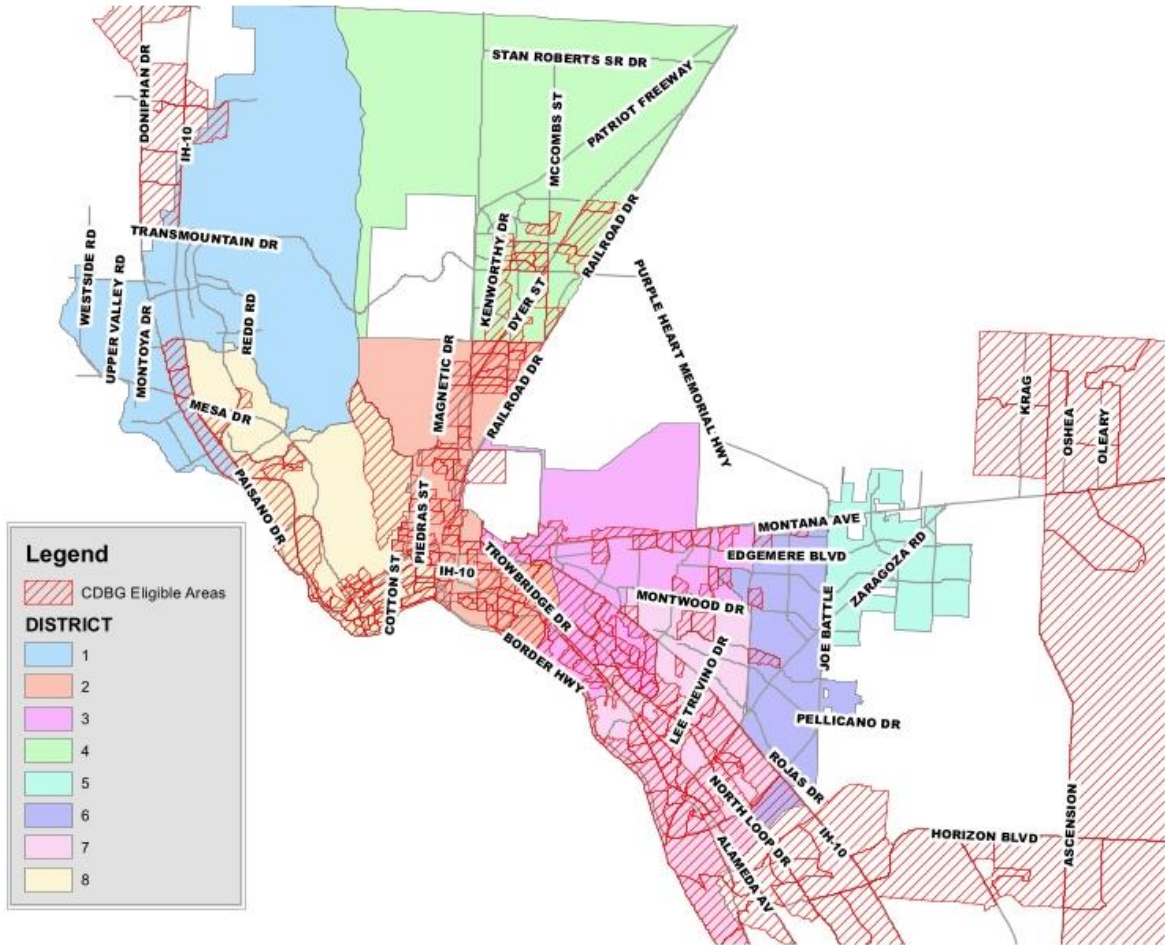 STAN ROBERTS SR DR
DONIPHAN DR
PATRIOT FREEWAY
MCCOMBS ST
IH-10
TRANSMOUNTAIN DR
WESTSIDE RD
UPPER VALLEY RD
MONTOYA DR
REDD RD
KENWORTHY DR
DYER ST
RAILROAD DR
PURPLE HEART MEMORIAL HWY
MAGNETIC DR
RAILROAD DR
MESA DR
KRAG
OSHEA
OLEARY
PAISANO DR
PIEDRAS ST
COTTON ST
IH-10
TROWBRIDGE DR
MONTANA AVE
EDGEMERE BLVD
ZARAGOZA RD
MONTWOOD DR
JOE BATTLE
BORDER HWY
LEE TREVINO DR
PELLICANO DR
ROJAS DR
NORTH LOOP DR
IH-10
ALAMEDA AV
HORIZON BLVD
ASCENSION
Legend
CDBG Eligible Areas
DISTRICT
1
2
3
4
5
6
7
8